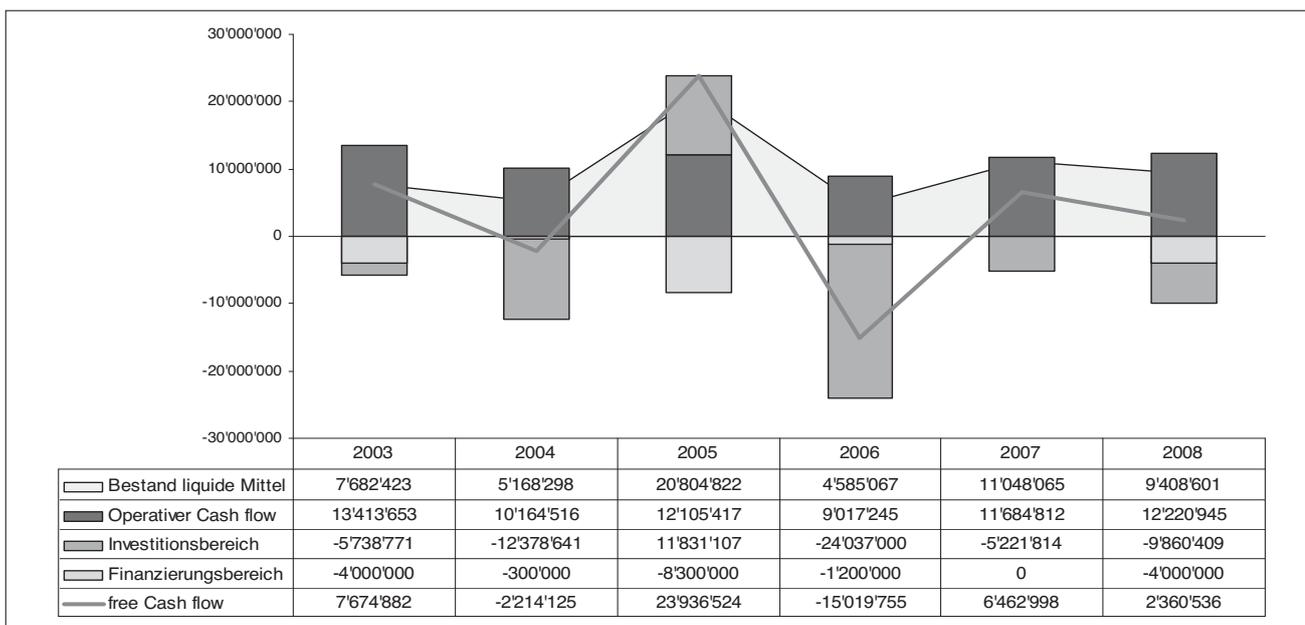 30'000'000
20'000'000
10'000'000
0
-10'000'000
-20'000'000
-30'000'000
2003 2004 2005 2006 2007 2008
Bestand liquide Mittel 7'682'423 5'168'298 20'804'822 4'585'067 11'048'065 9'408'601
Operativer Cash flow 13'413'653 10'164'516 12'105'417 9'017'245 11'684'812 12'220'945
Investitionsbereich -5'738'771 -12'378'641 11'831'107 -24'037'000 -5'221'814 -9'860'409
Finanzierungsbereich -4'000'000 -300'000 -8'300'000 -1'200'000 0 -4'000'000
free Cash flow 7'674'882 -2'214'125 23'936'524 -15'019'755 6'462'998 2'360'536